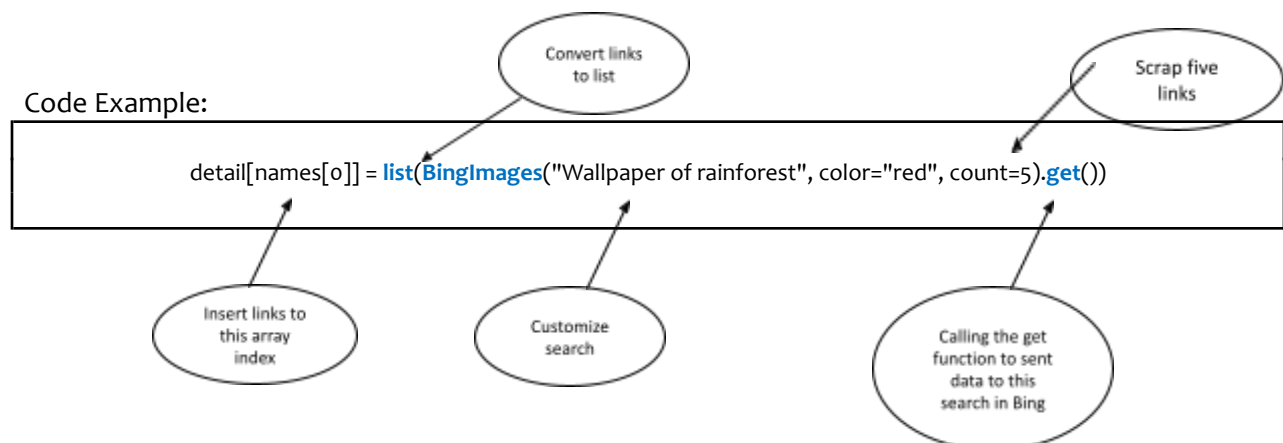 Convert links
to list
Scrap five
links
Code Example:
detail[names[0]] = list(BingImages("Wallpaper of rainforest", color="red", count=5).get())
Insert links to
this array
index
Customize
search
Calling the get
function to sent
data to this
search in Bing